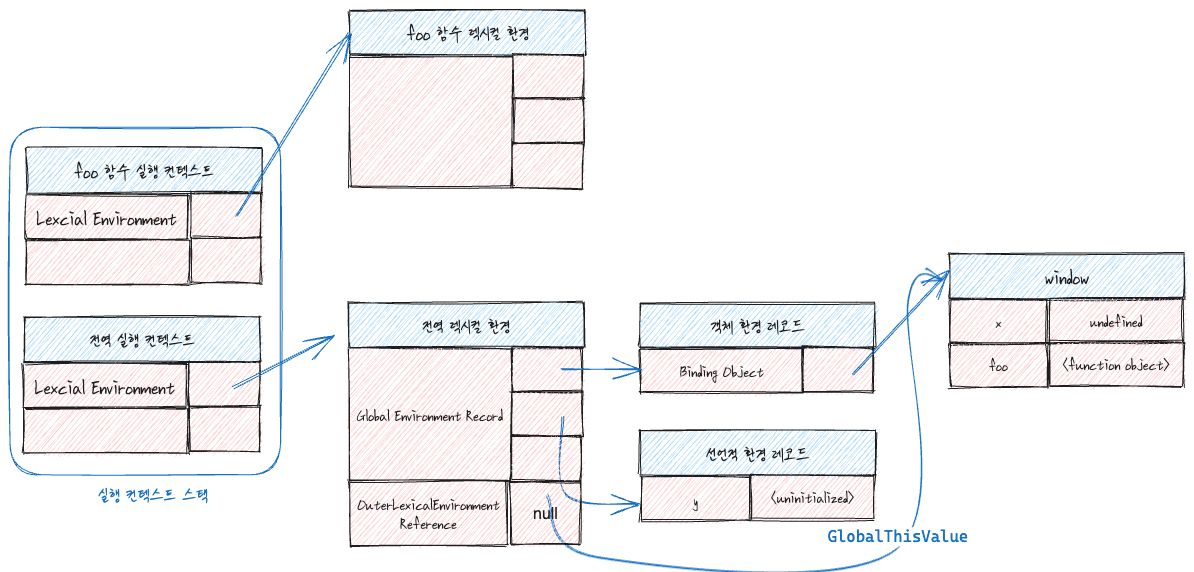 foo 함수 렉시컬 환경
foo 함수 실행 컨텍스트
Lexcial Environment
전역 실행 컨텍스트
Lexcial Environment
실행 컨텍스트 스택
전역 렉시컬 환경
Global Environment Record
OuterLexicalEnvironment
Reference
null
객체 환경 레코드
Binding Object
선언적 환경 레코드
y
<uninitialized>
GlobalThisValue
window
x
undefined
foo
<function object>